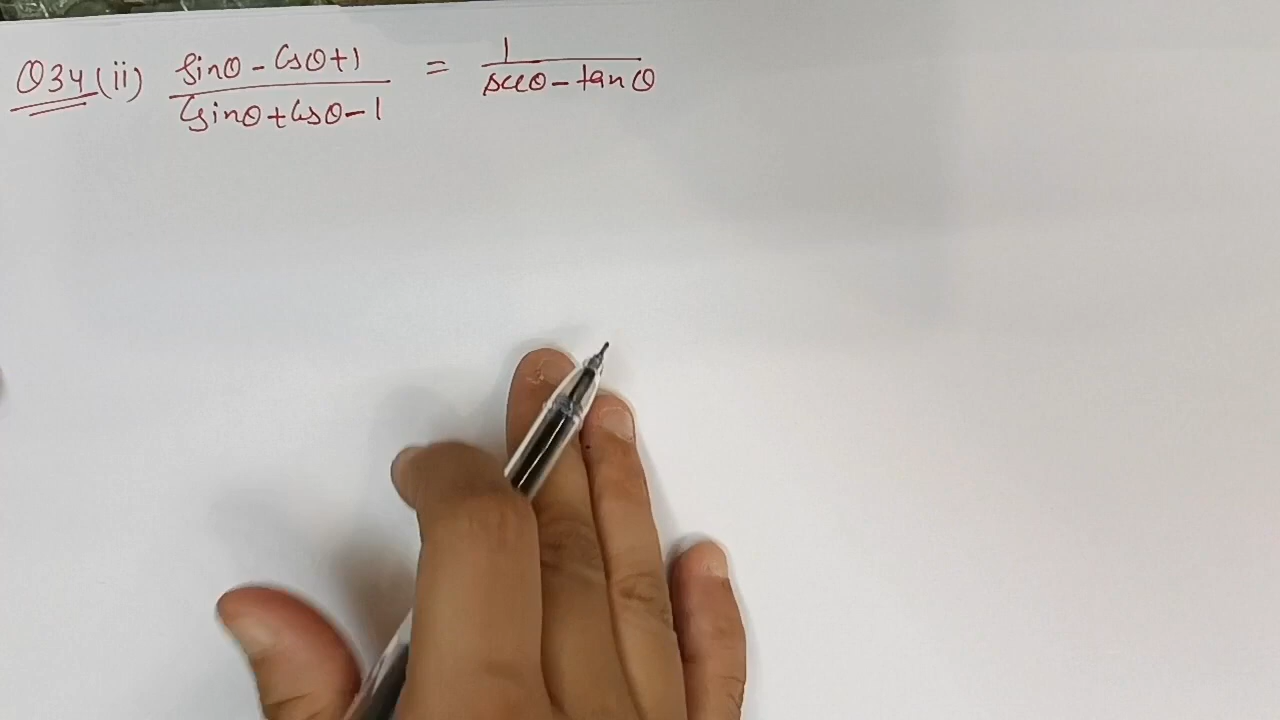 Q34(ii) (sinθ - cosθ + 1) / (sinθ + cosθ - 1) = 1 / (secθ - tanθ)